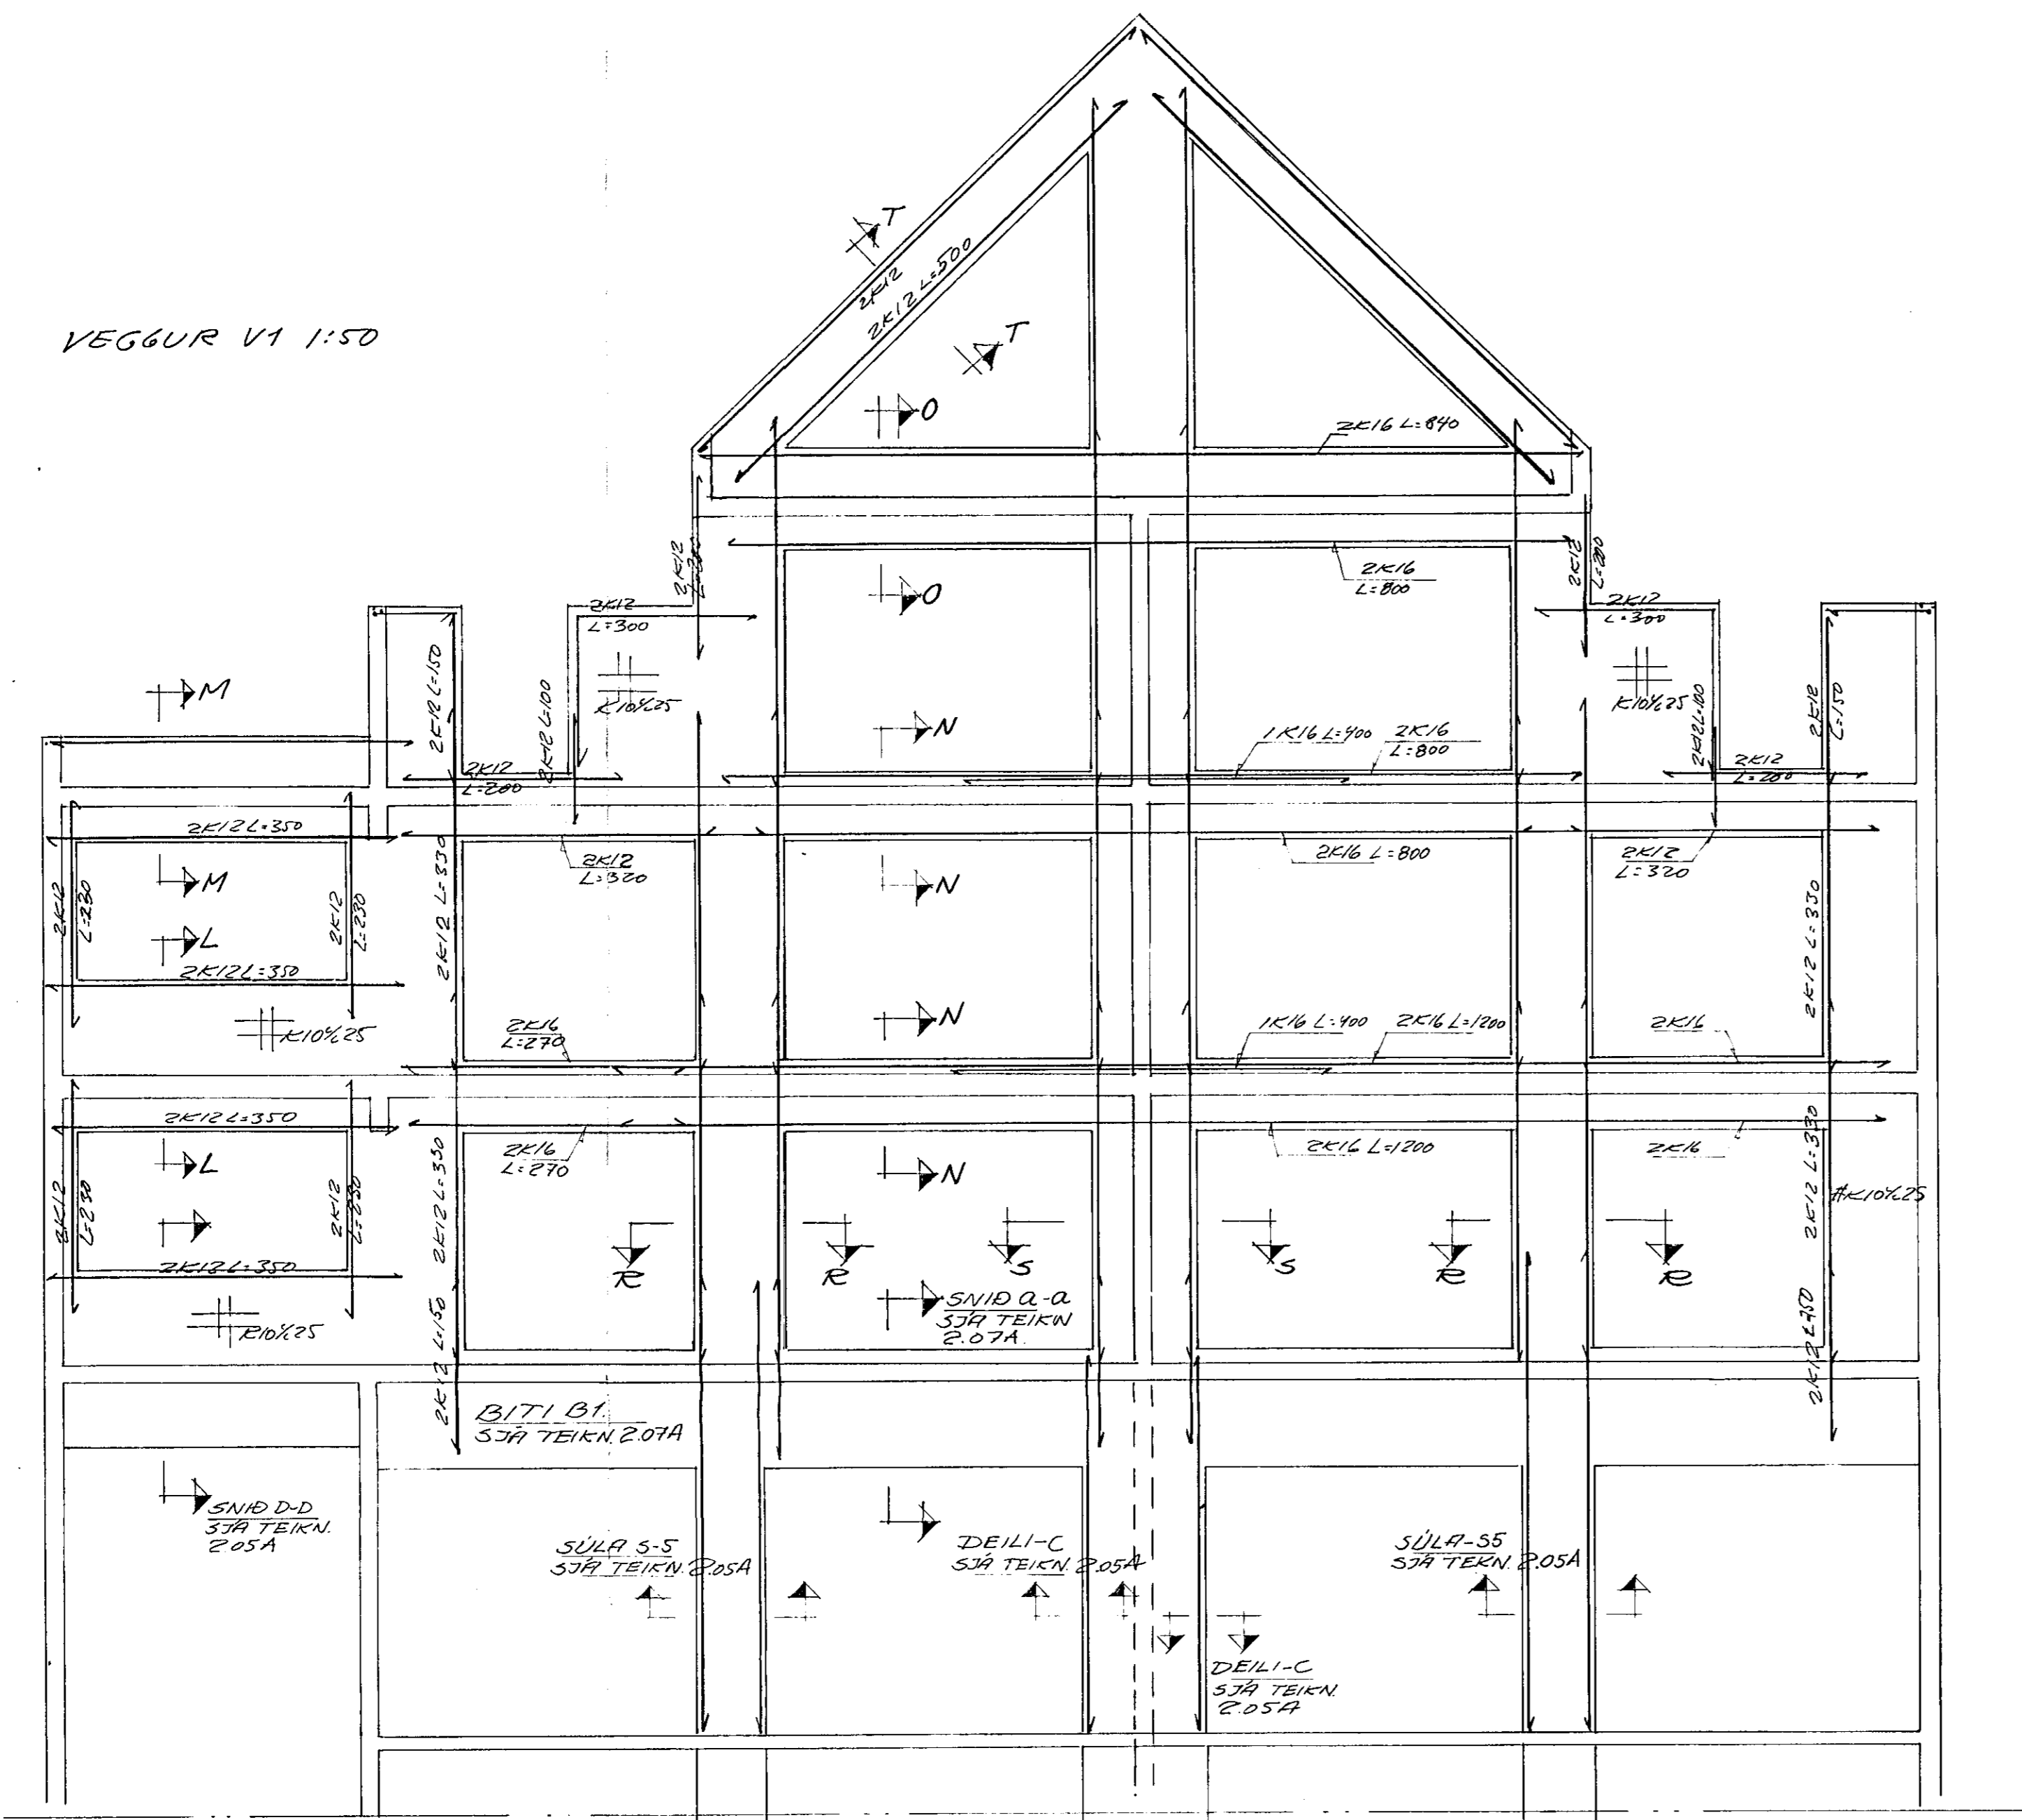 VEGGUR V1 1:50
T
2K12
2K12 L=500
T
O
2K16 L=840
2K12
L=200
2K16
L=800
2K12
L=200
O
2K12
L=300
2K12
L=300
2K12 L=150
2K12 L=100
K10%25
M
N
1K16 L=400
2K16
L=800
K10%25
2K12 L=100
2K12
L=150
2K12
L=200
2K12
L=200
2K12 L=350
2K12
L=320
2K16 L=800
2K12
L=320
M
N
2K12
L=230
2K12
L=230
2K12 L=330
2K12 L=330
L
2K12 L=350
K10%25
2K16
L=270
N
1K16 L=400
2K16 L=1200
2K16
2K12 L=350
2K16
L=270
2K16 L=1200
2K16
L
N
2K12
L=230
2K12
L=230
2K12 L=330
2K12 L=330
K10%25
R
R
S
S
R
R
2K12 L=350
K10%25
SNIÐ a-a
SJÁ TEIKN
2.07A.
2K12 L=150
2K12 L=150
BITI B1.
SJÁ TEIKN. 2.07A
SNIÐ D-D
SJÁ TEIKN.
2.05A
SÚLA S-5
SJÁ TEIKN. 2.05A
DEILI-C
SJÁ TEIKN. 2.05A
SÚLA-S5
SJÁ TEKN. 2.05A
DEILI-C
SJÁ TEIKN.
2.05A